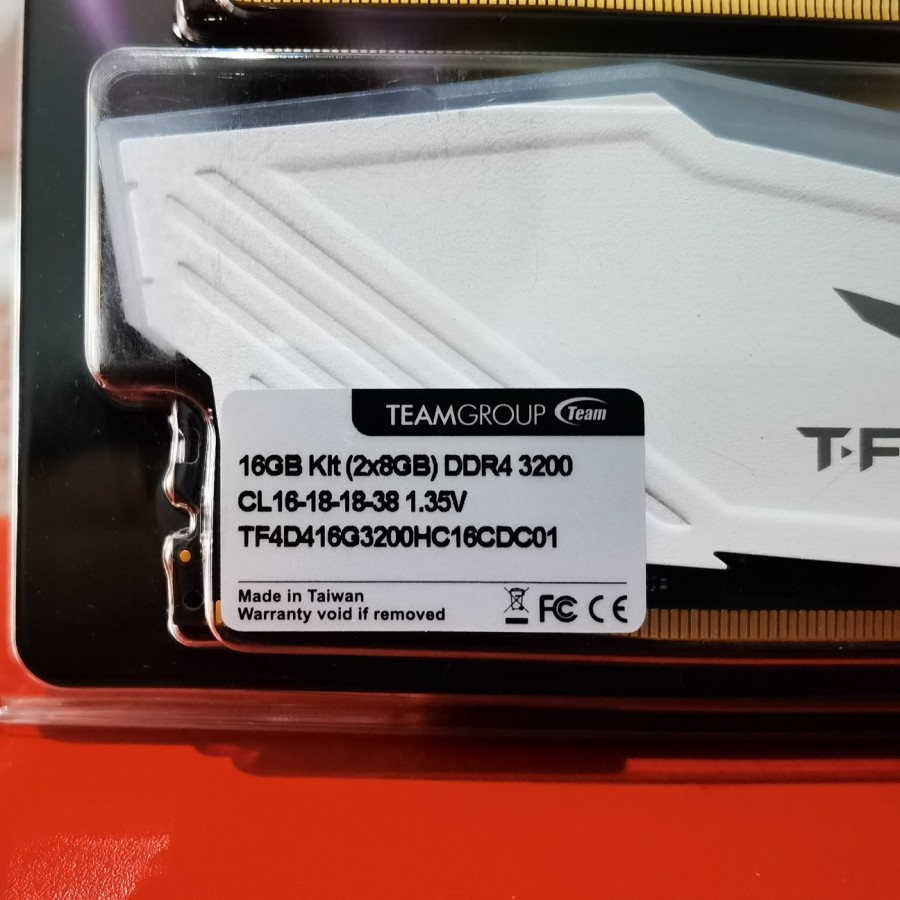 TEAMGROUP Team
16GB Kit (2x8GB) DDR4 3200
CL16-18-18-38 1.35V
TF4D416G3200HC16CDC01
Made in Taiwan
Warranty void if removed
FC CE
T-F